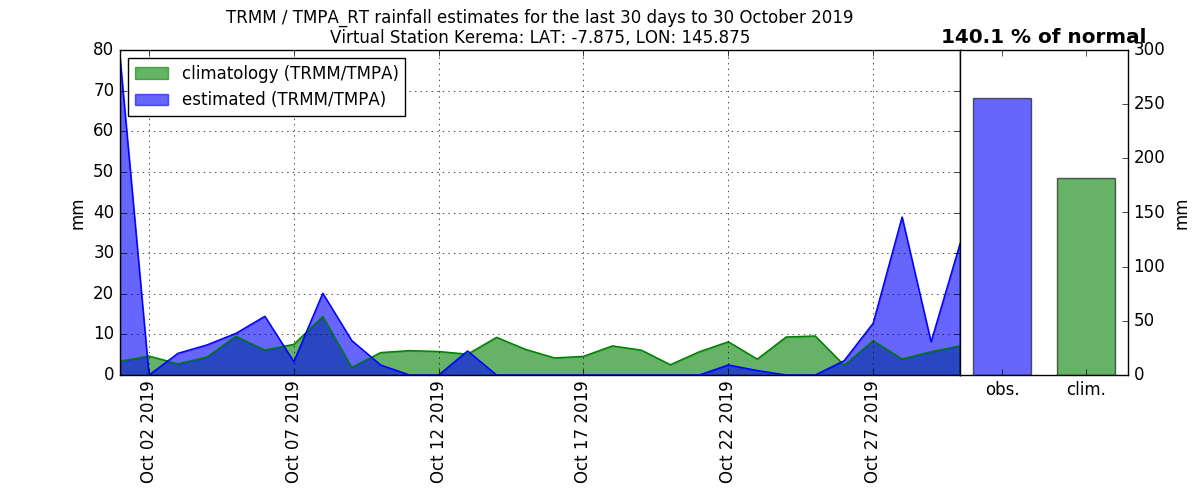 TRMM / TMPA_RT rainfall estimates for the last 30 days to 30 October 2019
Virtual Station Kerema: LAT: -7.875, LON: 145.875
140.1 % of normal
climatology (TRMM/TMPA)
estimated (TRMM/TMPA)
mm
80
70
60
50
40
30
20
10
0
Oct 02 2019
Oct 07 2019
Oct 12 2019
Oct 17 2019
Oct 22 2019
Oct 27 2019
obs.
clim.
300
250
200
150
100
50
0
mm